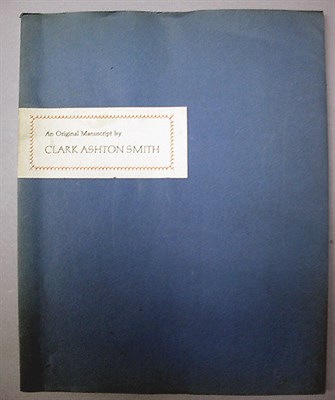 An Original Manuscript by
CLARK ASHTON SMITH